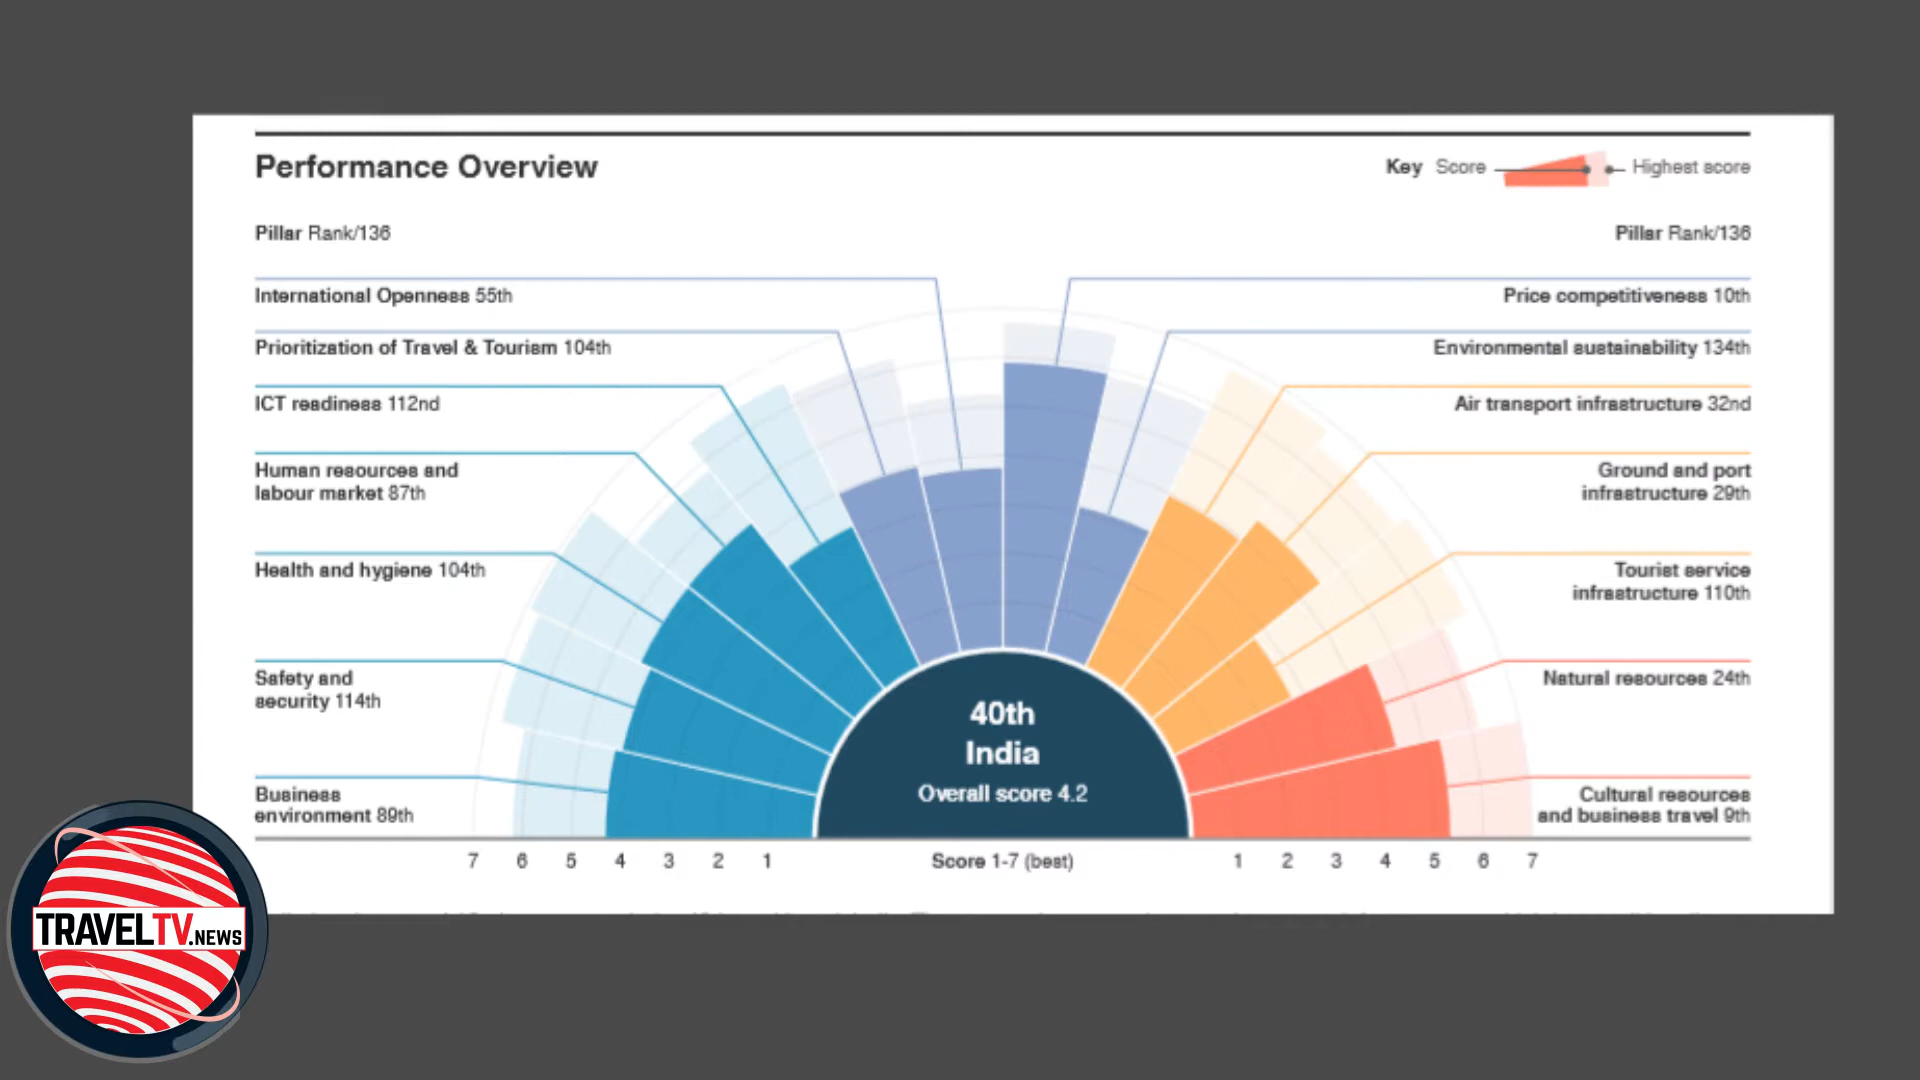 Performance Overview
Key Score Highest score
Pillar Rank/136
Pillar Rank/136
International Openness 55th
Prioritization of Travel & Tourism 104th
ICT readiness 112nd
Human resources and
labour market 87th
Health and hygiene 104th
Safety and
security 114th
Business
environment 89th
Price competitiveness 10th
Environmental sustainability 134th
Air transport infrastructure 32nd
Ground and port
infrastructure 29th
Tourist service
infrastructure 110th
Natural resources 24th
Cultural resources
and business travel 9th
40th
India
Overall score 4.2
7 6 5 4 3 2 1 Score 1-7 (best) 1 2 3 4 5 6 7
TRAVELTV.NEWS